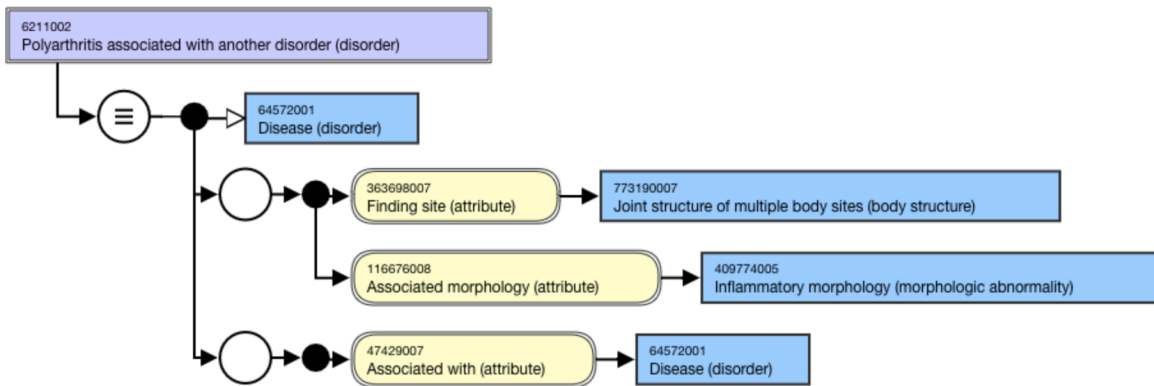 6211002
Polyarthritis associated with another disorder (disorder)
64572001
Disease (disorder)
363698007
Finding site (attribute)
773190007
Joint structure of multiple body sites (body structure)
116676008
Associated morphology (attribute)
409774005
Inflammatory morphology (morphologic abnormality)
47429007
Associated with (attribute)
64572001
Disease (disorder)